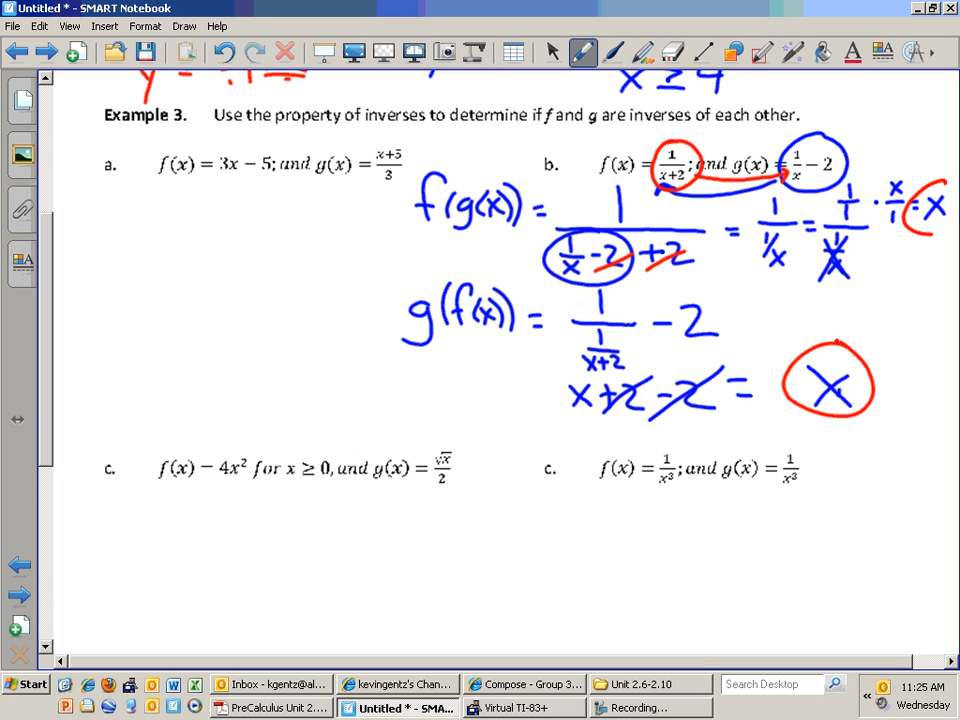 Untitled * - SMART Notebook
File Edit View Insert Format Draw Help
x ≥ 4
Example 3. Use the property of inverses to determine if f and g are inverses of each other.
a. f(x) = 3x − 5; and g(x) = (x+5)/3
b. f(x) = 1/(x+2); and g(x) = 1/x − 2
f(g(x)) = 1/(1/x − 2 + 2) = 1/(1/x) = (1/1)/(1/x) · x/1 = x
g(f(x)) = 1/(1/(x+2)) − 2
x + 2 − 2 = x
c. f(x) − 4x² for x ≥ 0, and g(x) = √x/2
c. f(x) = 1/x³; and g(x) = 1/x³
Start
Inbox - kgentz@al...
kevingentz's Chan...
Compose - Group 3...
Unit 2.6-2.10
Search Desktop
11:25 AM
PreCalculus Unit 2....
Untitled * - SMA...
Virtual TI-83+
Recording...
Wednesday